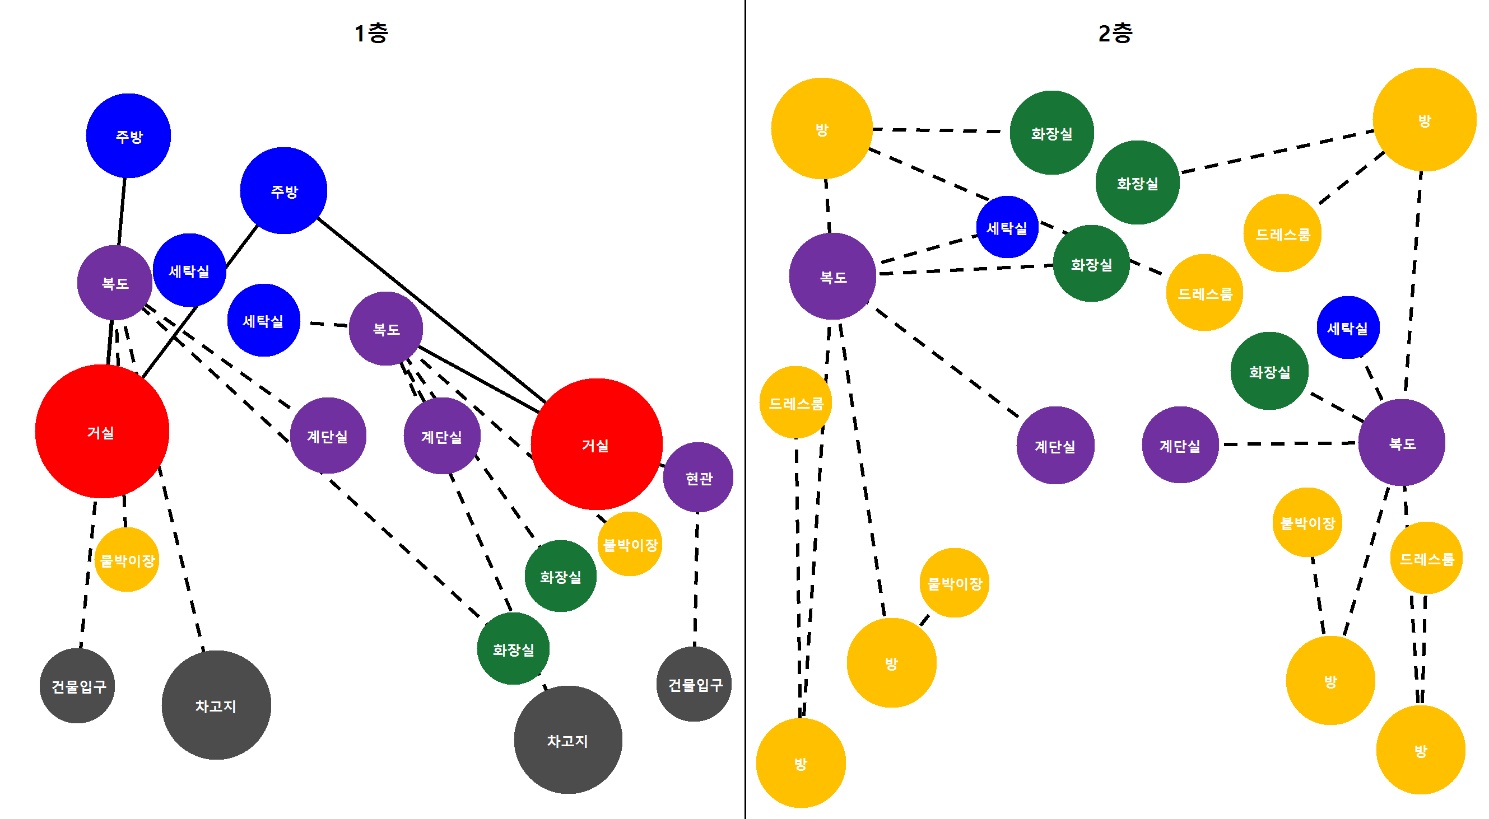 1층
주방
주방
세탁실
복도
세탁실
복도
거실
계단실
계단실
거실
현관
붙박이장
붙박이장
화장실
화장실
건물입구
차고지
건물입구
차고지
2층
방
화장실
방
화장실
세탁실
드레스룸
복도
화장실
드레스룸
세탁실
화장실
드레스룸
계단실
계단실
복도
붙박이장
드레스룸
붙박이장
방
방
방
방